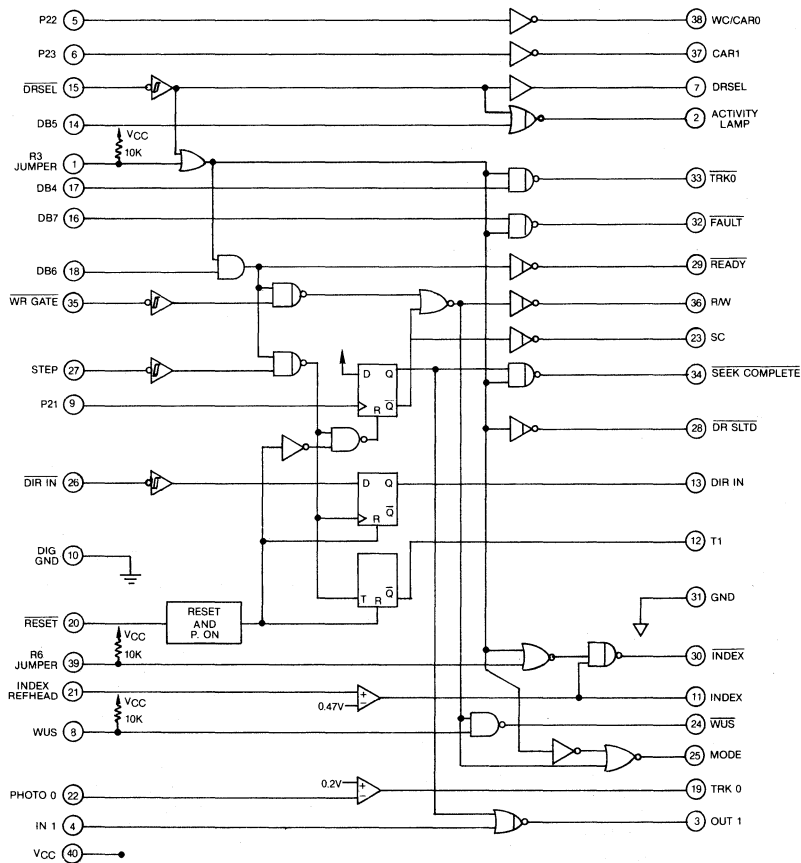 P22 5 38 WC/CAR0
P23 6 37 CAR1
DRSEL 15 7 DRSEL
DB5 14 2 ACTIVITY
LAMP
VCC
10K
R3
JUMPER 1
DB4 17 33 TRK0
DB7 16 32 FAULT
DB6 18 29 READY
WR GATE 35 36 R/W
23 SC
STEP 27 D Q 34 SEEK COMPLETE
P21 9 Q
R
28 DR SLTD
DIR IN 26 D Q 13 DIR IN
Q
R
DIG
GND 10 12 T1
T R Q
31 GND
RESET 20 RESET
AND
P. ON
VCC
10K
R6
JUMPER 39 30 INDEX
INDEX
REFHEAD 21 + 11 INDEX
0.47V −
VCC
10K
WUS 8 24 WUS
25 MODE
0.2V +
PHOTO 0 22 − 19 TRK 0
IN 1 4 3 OUT 1
VCC 40